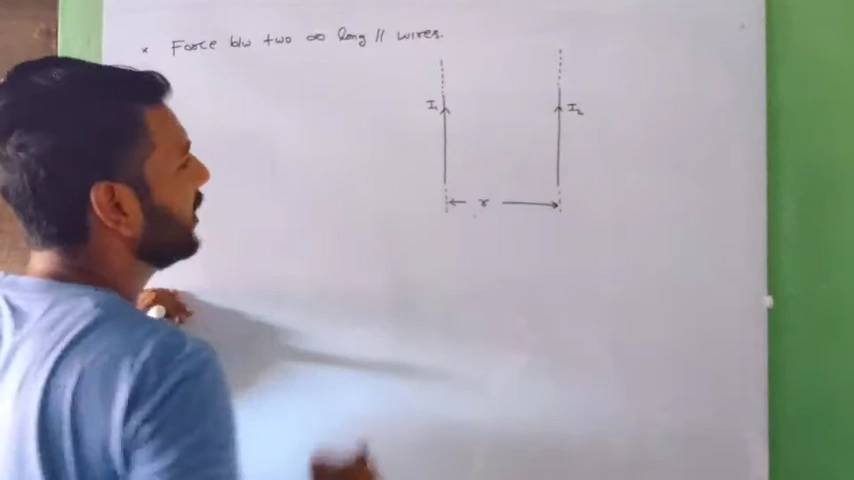 * Force b/w two ∞ long // wires.
I₁ I₂
r